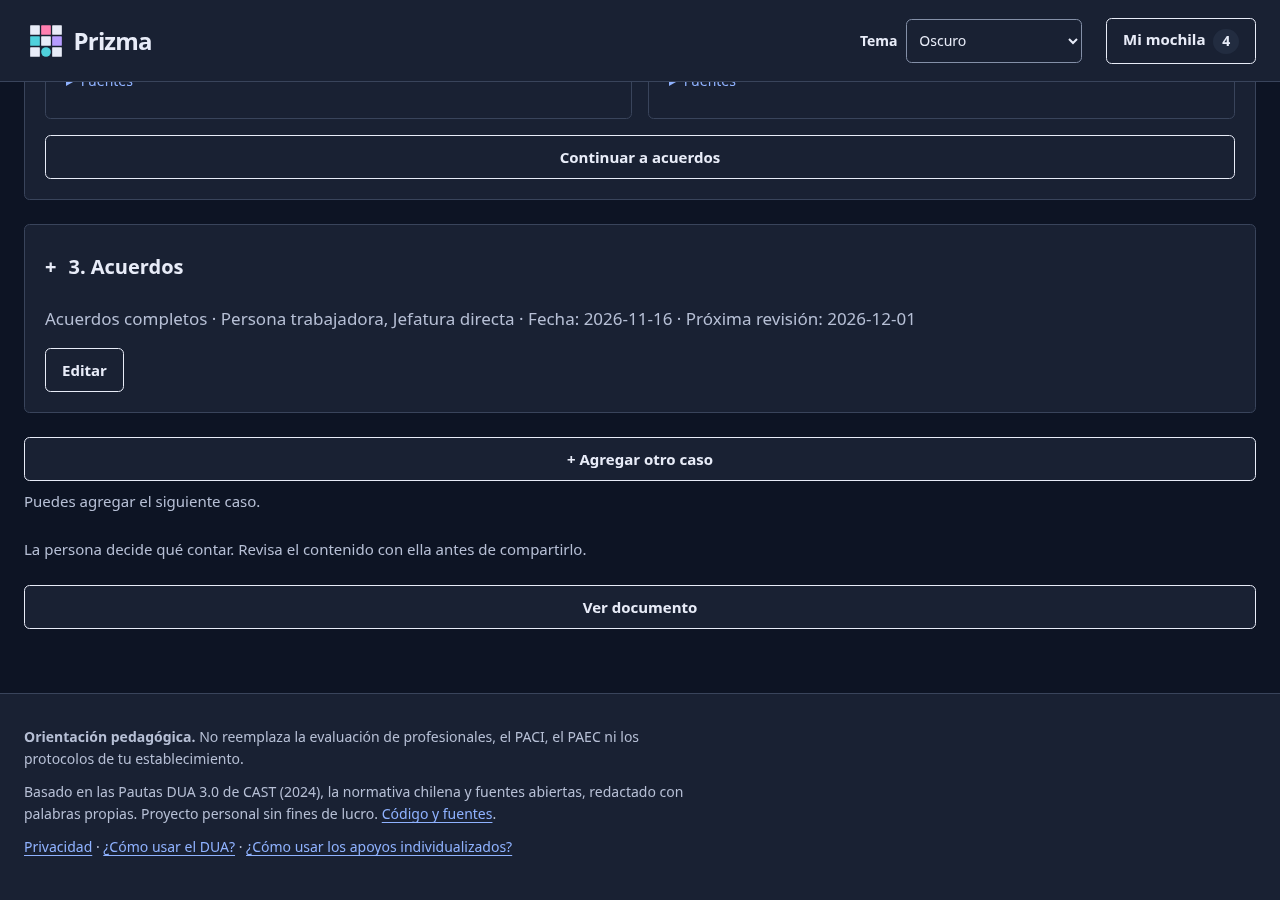 Prizma
Tema
Oscuro
Mi mochila 4
▸ Fuentes
▸ Fuentes
Continuar a acuerdos
+ 3. Acuerdos
Acuerdos completos · Persona trabajadora, Jefatura directa · Fecha: 2026-11-16 · Próxima revisión: 2026-12-01
Editar
+ Agregar otro caso
Puedes agregar el siguiente caso.
La persona decide qué contar. Revisa el contenido con ella antes de compartirlo.
Ver documento
Orientación pedagógica. No reemplaza la evaluación de profesionales, el PACI, el PAEC ni los
protocolos de tu establecimiento.
Basado en las Pautas DUA 3.0 de CAST (2024), la normativa chilena y fuentes abiertas, redactado con
palabras propias. Proyecto personal sin fines de lucro. Código y fuentes.
Privacidad · ¿Cómo usar el DUA? · ¿Cómo usar los apoyos individualizados?